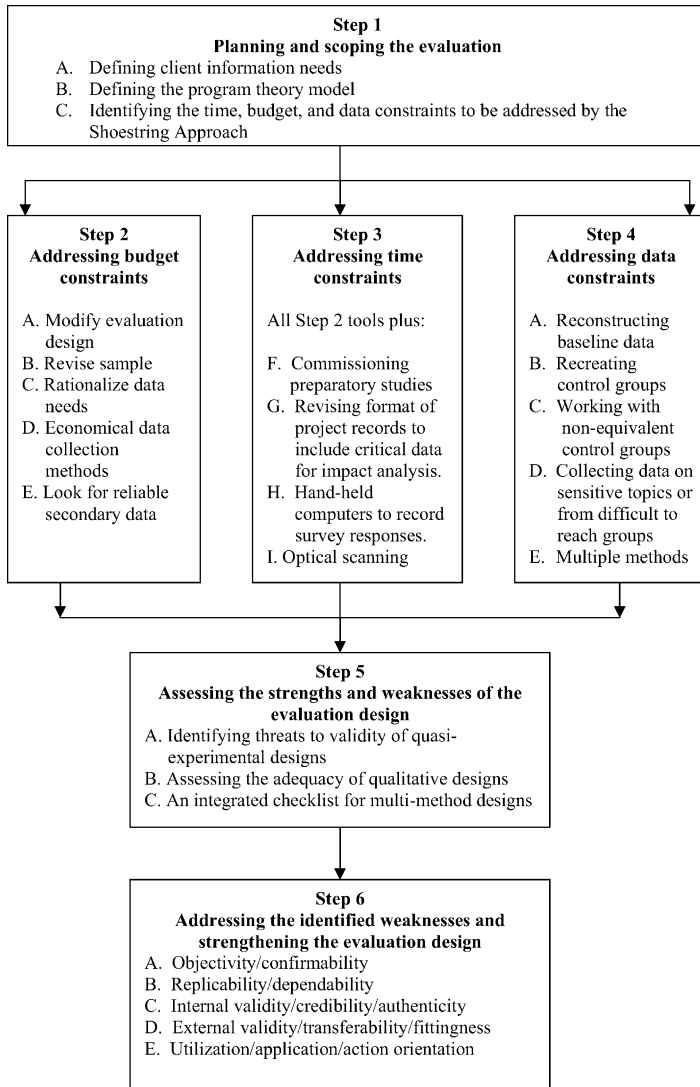 Step 1
Planning and scoping the evaluation
A. Defining client information needs
B. Defining the program theory model
C. Identifying the time, budget, and data constraints to be addressed by the
Shoestring Approach
Step 2
Addressing budget
constraints
A. Modify evaluation
design
B. Revise sample
C. Rationalize data
needs
D. Economical data
collection
methods
E. Look for reliable
secondary data
Step 3
Addressing time
constraints
All Step 2 tools plus:
F. Commissioning
preparatory studies
G. Revising format of
project records to
include critical data
for impact analysis.
H. Hand-held
computers to record
survey responses.
I. Optical scanning
Step 4
Addressing data
constraints
A. Reconstructing
baseline data
B. Recreating
control groups
C. Working with
non-equivalent
control groups
D. Collecting data on
sensitive topics or
from difficult to
reach groups
E. Multiple methods
Step 5
Assessing the strengths and weaknesses of the
evaluation design
A. Identifying threats to validity of quasi-
experimental designs
B. Assessing the adequacy of qualitative designs
C. An integrated checklist for multi-method designs
Step 6
Addressing the identified weaknesses and
strengthening the evaluation design
A. Objectivity/confirmability
B. Replicability/dependability
C. Internal validity/credibility/authenticity
D. External validity/transferability/fittingness
E. Utilization/application/action orientation